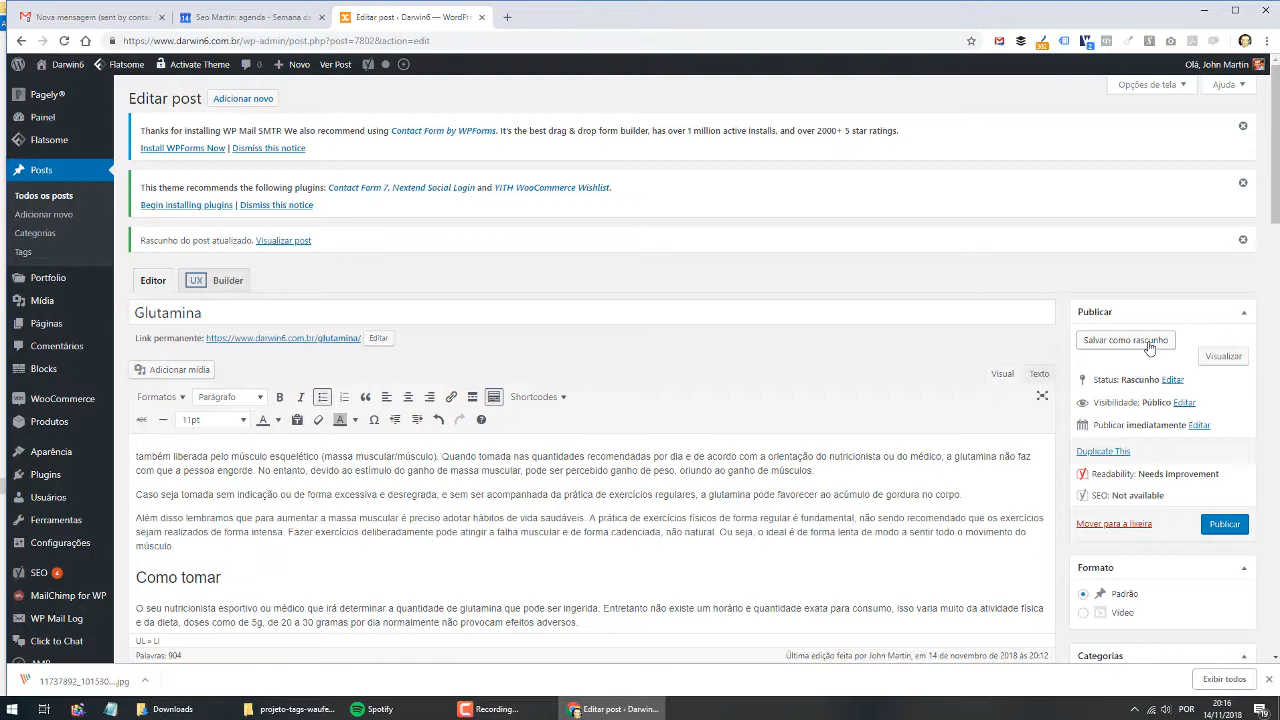 Nova mensagem (sent by conta
Seo Martin: agenda - Semana de
Editar post ‹ Darwin6 — WordPre
https://www.darwin6.com.br/wp-admin/post.php?post=7802&action=edit
Darwin6
Flatsome
Activate Theme
0
Novo
Ver Post
Olá, John Martin
Pagely®
Painel
Flatsome
Posts
Todos os posts
Adicionar novo
Categorias
Tags
Portfolio
Mídia
Páginas
Comentários
Blocks
WooCommerce
Produtos
Aparência
Plugins
Usuários
Ferramentas
Configurações
SEO 4
MailChimp for WP
WP Mail Log
Click to Chat
AMP
Opções de tela
Ajuda
Editar post
Adicionar novo
Thanks for installing WP Mail SMTP. We also recommend using Contact Form by WPForms. It's the best drag & drop form builder, has over 1 million active installs, and over 2000+ 5 star ratings.
Install WPForms Now | Dismiss this notice
This theme recommends the following plugins: Contact Form 7, Nextend Social Login and YITH WooCommerce Wishlist.
Begin installing plugins | Dismiss this notice
Rascunho do post atualizado. Visualizar post
Editor
UX Builder
Glutamina
Link permanente: https://www.darwin6.com.br/glutamina/ Editar
Adicionar mídia
Visual
Texto
Formatos
Parágrafo
B
I
Shortcodes
ABC
11pt
A
A
também liberada pelo músculo esquelético (massa muscular/músculo). Quando tomada nas quantidades recomendadas por dia e de acordo com a orientação do nutricionista ou do médico, a glutamina não faz
com que a pessoa engorde. No entanto, devido ao estímulo do ganho de massa muscular, pode ser percebido ganho de peso, oriundo ao ganho de músculos.
Caso seja tomada sem indicação ou de forma excessiva e desregrada, e sem ser acompanhada da prática de exercícios regulares, a glutamina pode favorecer ao acúmulo de gordura no corpo.
Além disso lembramos que para aumentar a massa muscular é preciso adotar hábitos de vida saudáveis. A prática de exercícios físicos de forma regular é fundamental, não sendo recomendado que os exercícios
sejam realizados de forma intensa. Fazer exercícios deliberadamente pode atingir a falha muscular e de forma cadenciada, não natural. Ou seja, o ideal é de forma lenta de modo a sentir todo o movimento do
músculo.
Como tomar
O seu nutricionista esportivo ou médico que irá determinar a quantidade de glutamina que pode ser ingerida. Entretanto não existe um horário e quantidade exata para consumo, isso varia muito da atividade física
e da dieta, doses como de 5g, de 20 a 30 gramas por dia normalmente não provocam efeitos adversos.
UL » LI
Palavras: 904
Última edição feita por John Martin, em 14 de novembro de 2018 às 20:12
Publicar
Salvar como rascunho
Visualizar
Status: Rascunho Editar
Visibilidade: Público Editar
Publicar imediatamente Editar
Duplicate This
Readability: Needs improvement
SEO: Not available
Mover para a lixeira
Publicar
Formato
Padrão
Vídeo
Categorias
11737892_101530....jpg
Exibir todos
Downloads
projeto-tags-waufe...
Spotify
Recording...
Editar post ‹ Darwin...
POR
20:16
14/11/2018